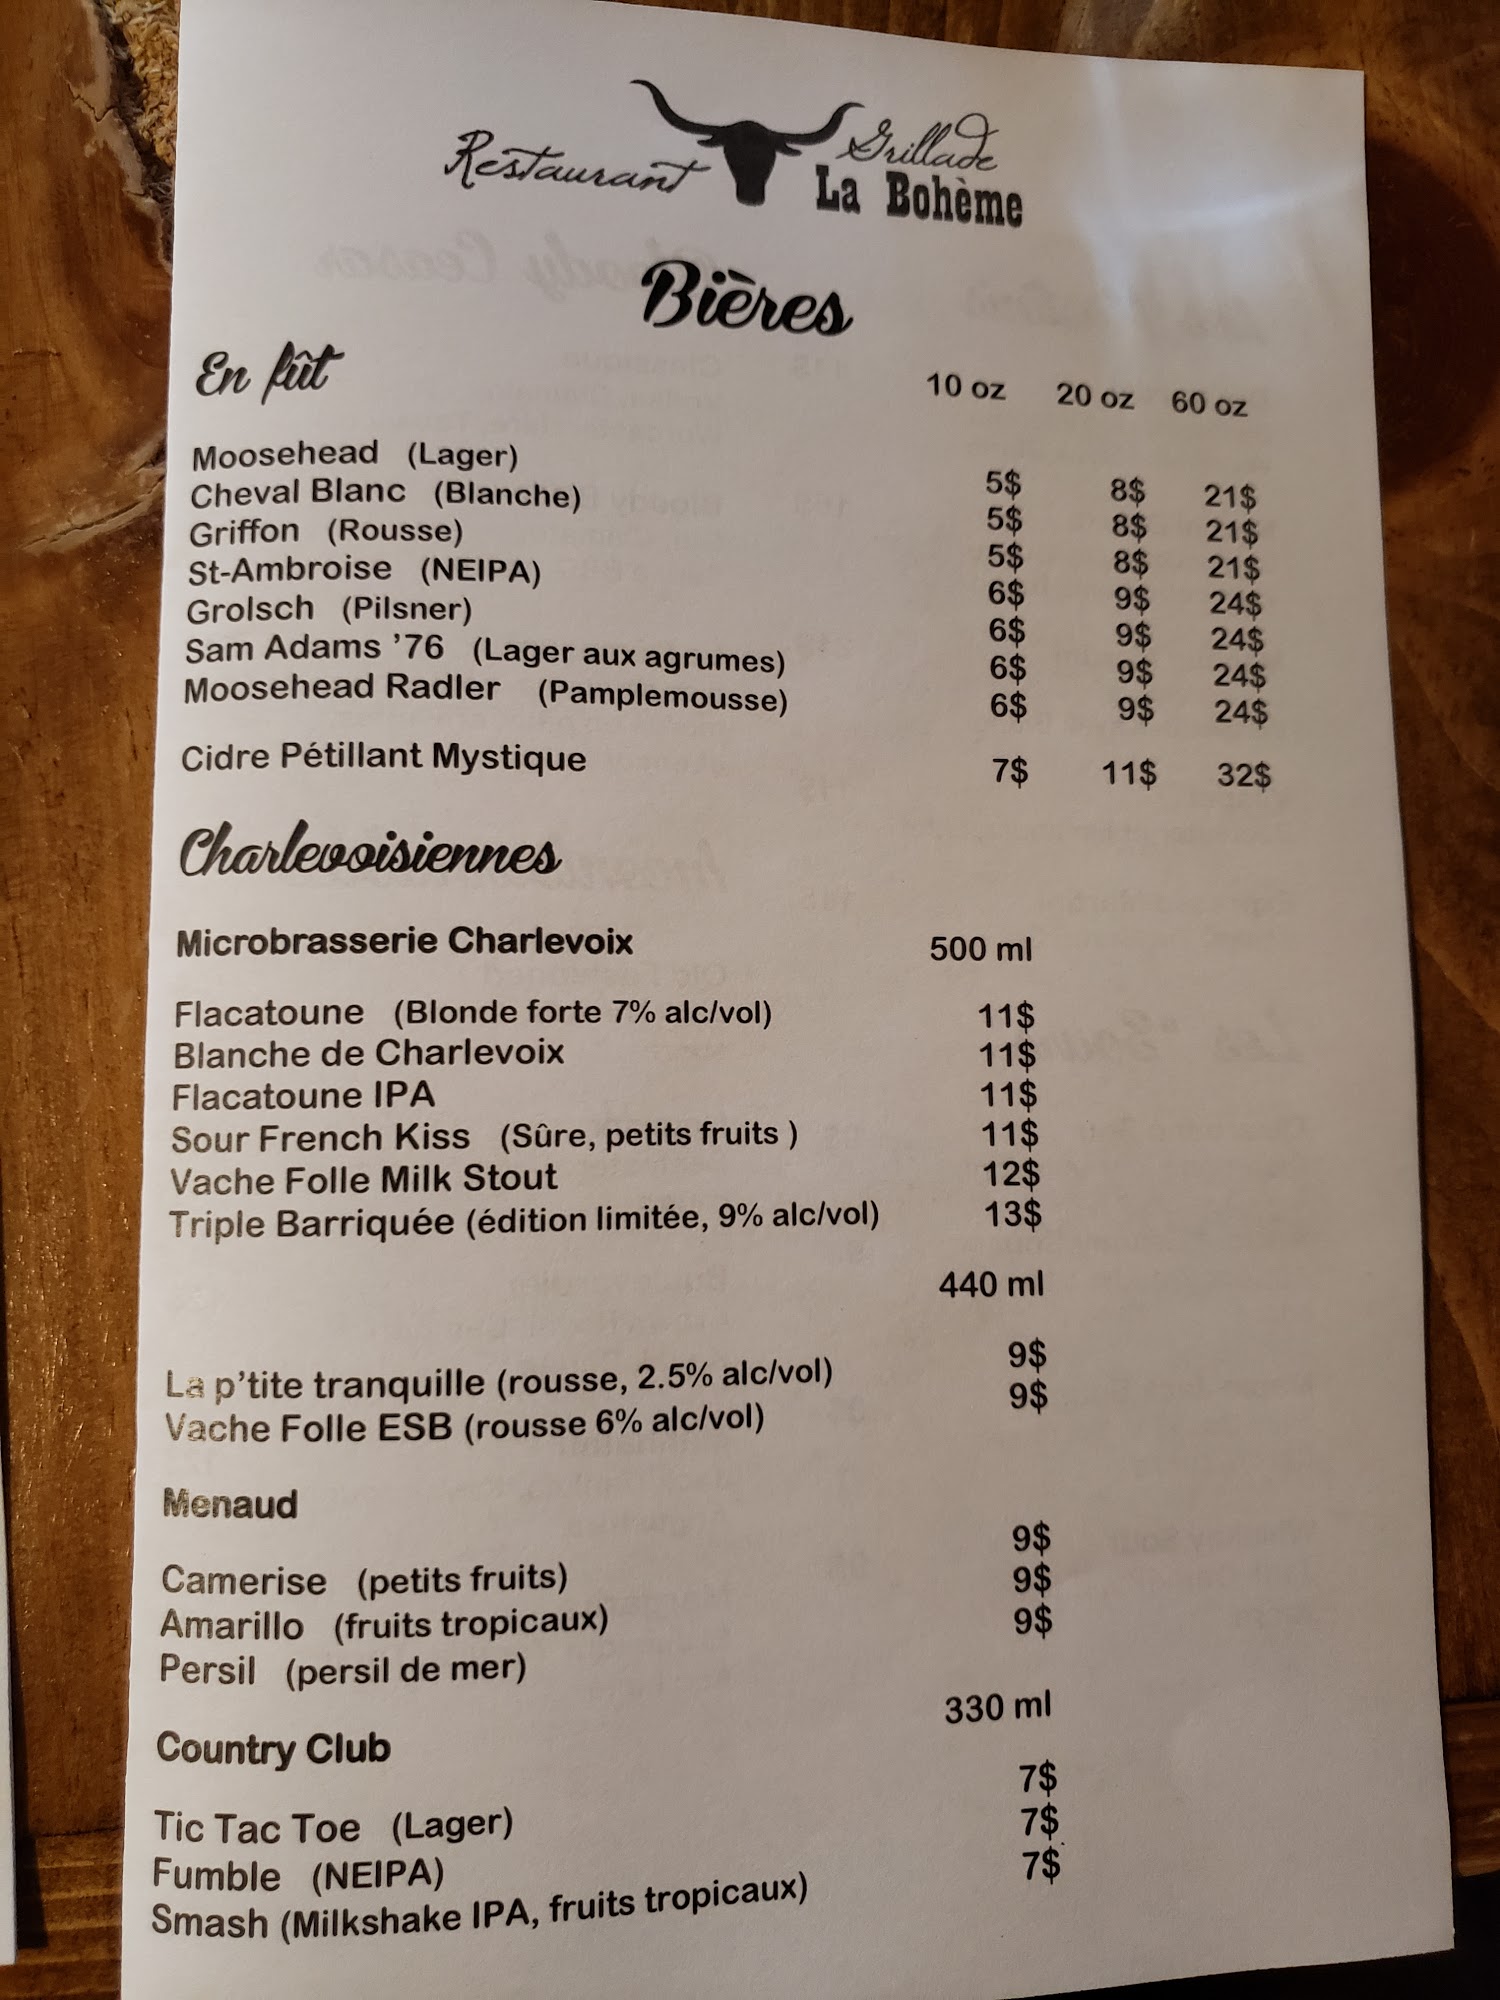 Restaurant Grillade
La Bohème
Bières
En fût 10 oz 20 oz 60 oz
Moosehead (Lager) 5$ 8$ 21$
Cheval Blanc (Blanche) 5$ 8$ 21$
Griffon (Rousse) 5$ 8$ 21$
St-Ambroise (NEIPA) 6$ 9$ 24$
Grolsch (Pilsner) 6$ 9$ 24$
Sam Adams ’76 (Lager aux agrumes) 6$ 9$ 24$
Moosehead Radler (Pamplemousse) 6$ 9$ 24$
Cidre Pétillant Mystique 7$ 11$ 32$
Charlevoisiennes
Microbrasserie Charlevoix 500 ml
Flacatoune (Blonde forte 7% alc/vol) 11$
Blanche de Charlevoix 11$
Flacatoune IPA 11$
Sour French Kiss (Sûre, petits fruits ) 11$
Vache Folle Milk Stout 12$
Triple Barriquée (édition limitée, 9% alc/vol) 13$
440 ml
La p’tite tranquille (rousse, 2.5% alc/vol) 9$
Vache Folle ESB (rousse 6% alc/vol) 9$
Menaud
Camerise (petits fruits) 9$
Amarillo (fruits tropicaux) 9$
Persil (persil de mer) 9$
330 ml
Country Club
Tic Tac Toe (Lager) 7$
Fumble (NEIPA) 7$
Smash (Milkshake IPA, fruits tropicaux) 7$